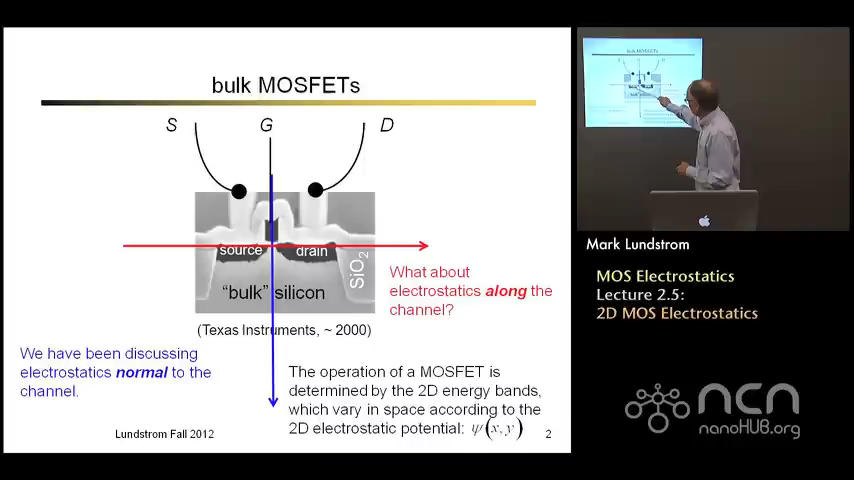 bulk MOSFETs
S G D
source drain
SiO2
"bulk" silicon
(Texas Instruments, ~ 2000)
What about
electrostatics along the
channel?
We have been discussing
electrostatics normal to the
channel.
The operation of a MOSFET is
determined by the 2D energy bands,
which vary in space according to the
2D electrostatic potential: ψ(x,y)
Lundstrom Fall 2012
2
bulk MOSFETs
Mark Lundstrom
MOS Electrostatics
Lecture 2.5:
2D MOS Electrostatics
ncn
nanoHUB.org